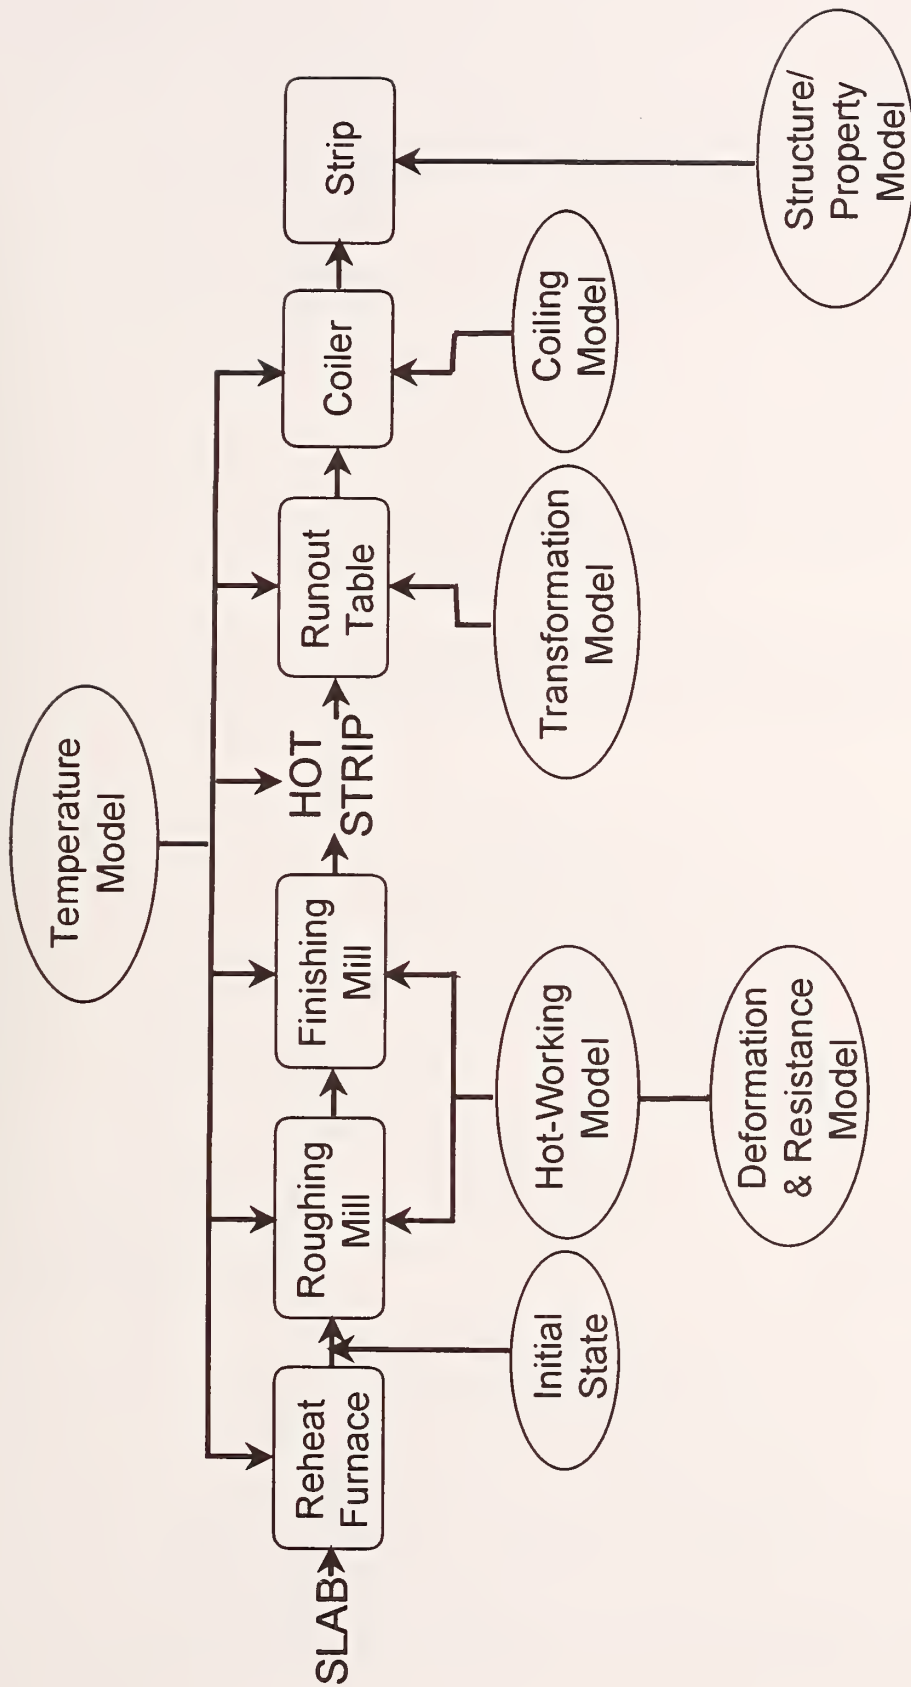 Temperature
Model
SLAB
Reheat
Furnace
Roughing
Mill
Finishing
Mill
HOT
STRIP
Runout
Table
Coiler
Strip
Initial
State
Hot-Working
Model
Transformation
Model
Coiling
Model
Deformation
& Resistance
Model
Structure/
Property
Model